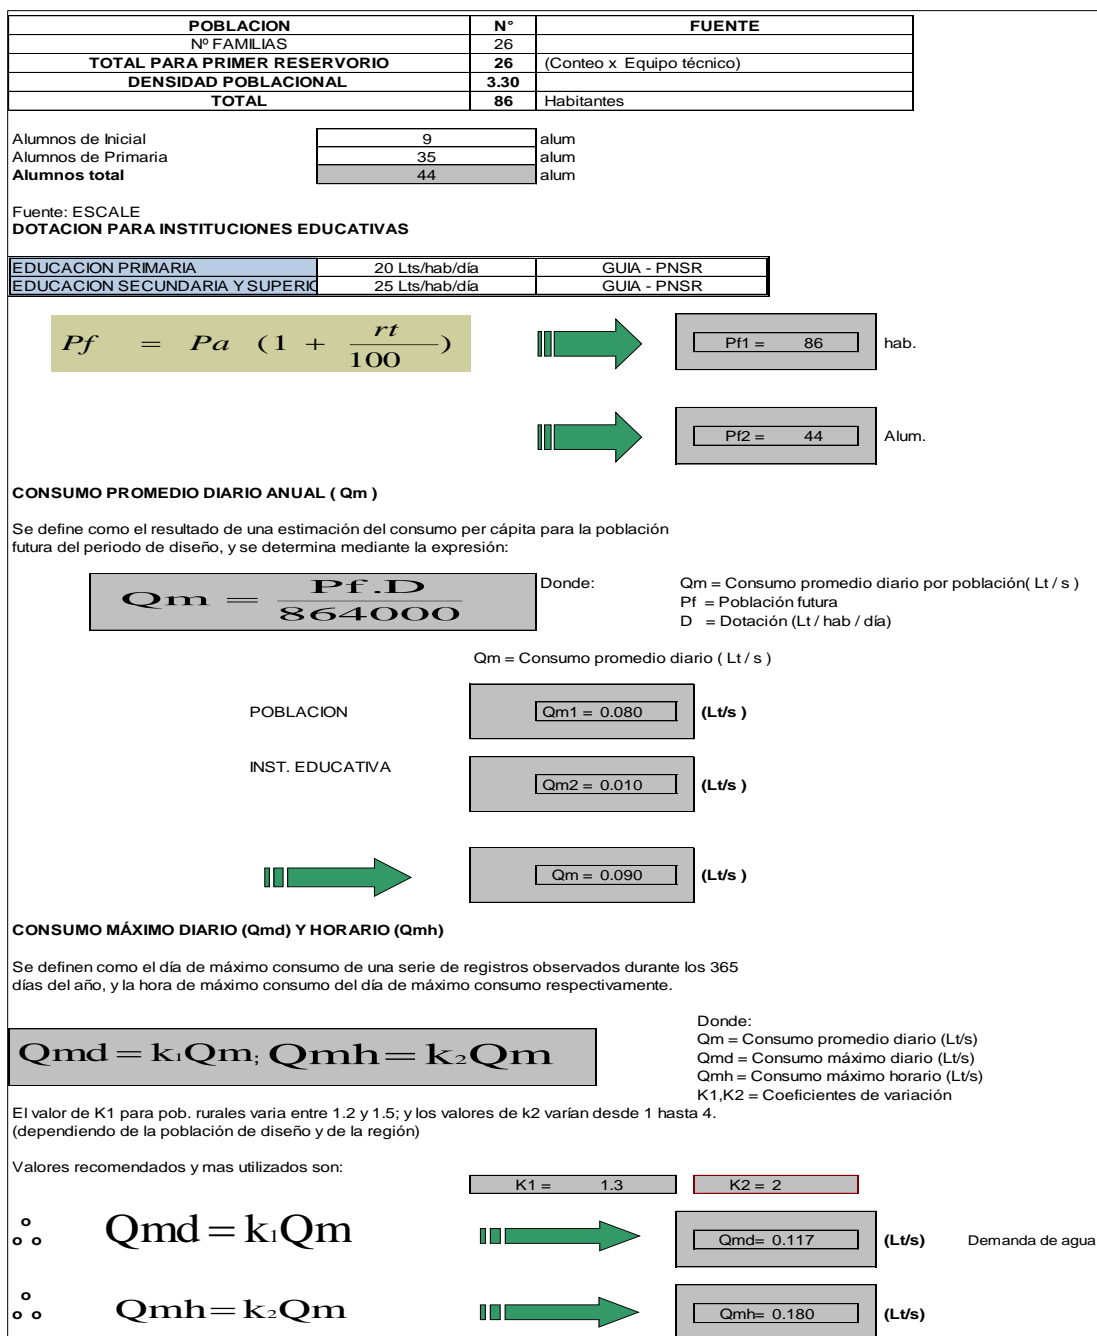 POBLACION N° FUENTE
Nº FAMILIAS 26
TOTAL PARA PRIMER RESERVORIO 26 (Conteo x Equipo técnico)
DENSIDAD POBLACIONAL 3.30
TOTAL 86 Habitantes
Alumnos de Inicial 9 alum
Alumnos de Primaria 35 alum
Alumnos total 44 alum
Fuente: ESCALE
DOTACION PARA INSTITUCIONES EDUCATIVAS
EDUCACION PRIMARIA 20 Lts/hab/día GUIA - PNSR
EDUCACION SECUNDARIA Y SUPERIC 25 Lts/hab/día GUIA - PNSR
Pf = Pa (1 + rt/100)
Pf1 = 86 hab.
Pf2 = 44 Alum.
CONSUMO PROMEDIO DIARIO ANUAL ( Qm )
Se define como el resultado de una estimación del consumo per cápita para la población
futura del periodo de diseño, y se determina mediante la expresión:
Qm = Pf.D/864000
Donde: Qm = Consumo promedio diario por población( Lt / s )
Pf = Población futura
D = Dotación (Lt / hab / día)
Qm = Consumo promedio diario ( Lt / s )
POBLACION Qm1 = 0.080 (Lt/s )
INST. EDUCATIVA Qm2 = 0.010 (Lt/s )
Qm = 0.090 (Lt/s )
CONSUMO MÁXIMO DIARIO (Qmd) Y HORARIO (Qmh)
Se definen como el día de máximo consumo de una serie de registros observados durante los 365
días del año, y la hora de máximo consumo del día de máximo consumo respectivamente.
Qmd = k₁Qm; Qmh = k₂Qm
Donde:
Qm = Consumo promedio diario (Lt/s)
Qmd = Consumo máximo diario (Lt/s)
Qmh = Consumo máximo horario (Lt/s)
K1,K2 = Coeficientes de variación
El valor de K1 para pob. rurales varia entre 1.2 y 1.5; y los valores de k2 varían desde 1 hasta 4.
(dependiendo de la población de diseño y de la región)
Valores recomendados y mas utilizados son:
K1 = 1.3 K2 = 2
Qmd = k₁Qm Qmd= 0.117 (Lt/s) Demanda de agua
Qmh = k₂Qm Qmh= 0.180 (Lt/s)